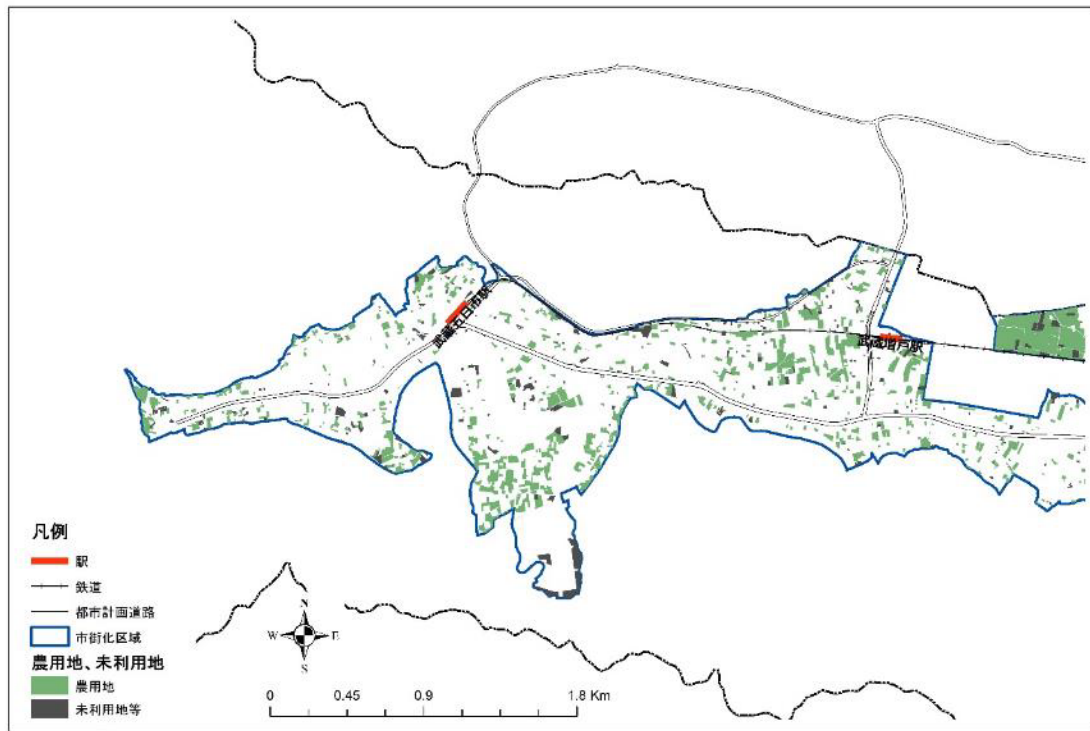 武蔵五日市駅
武蔵増戸駅
凡例
駅
鉄道
都市計画道路
市街化区域
農用地、未利用地
農用地
未利用地等
N
W
E
S
0
0.45
0.9
1.8 Km